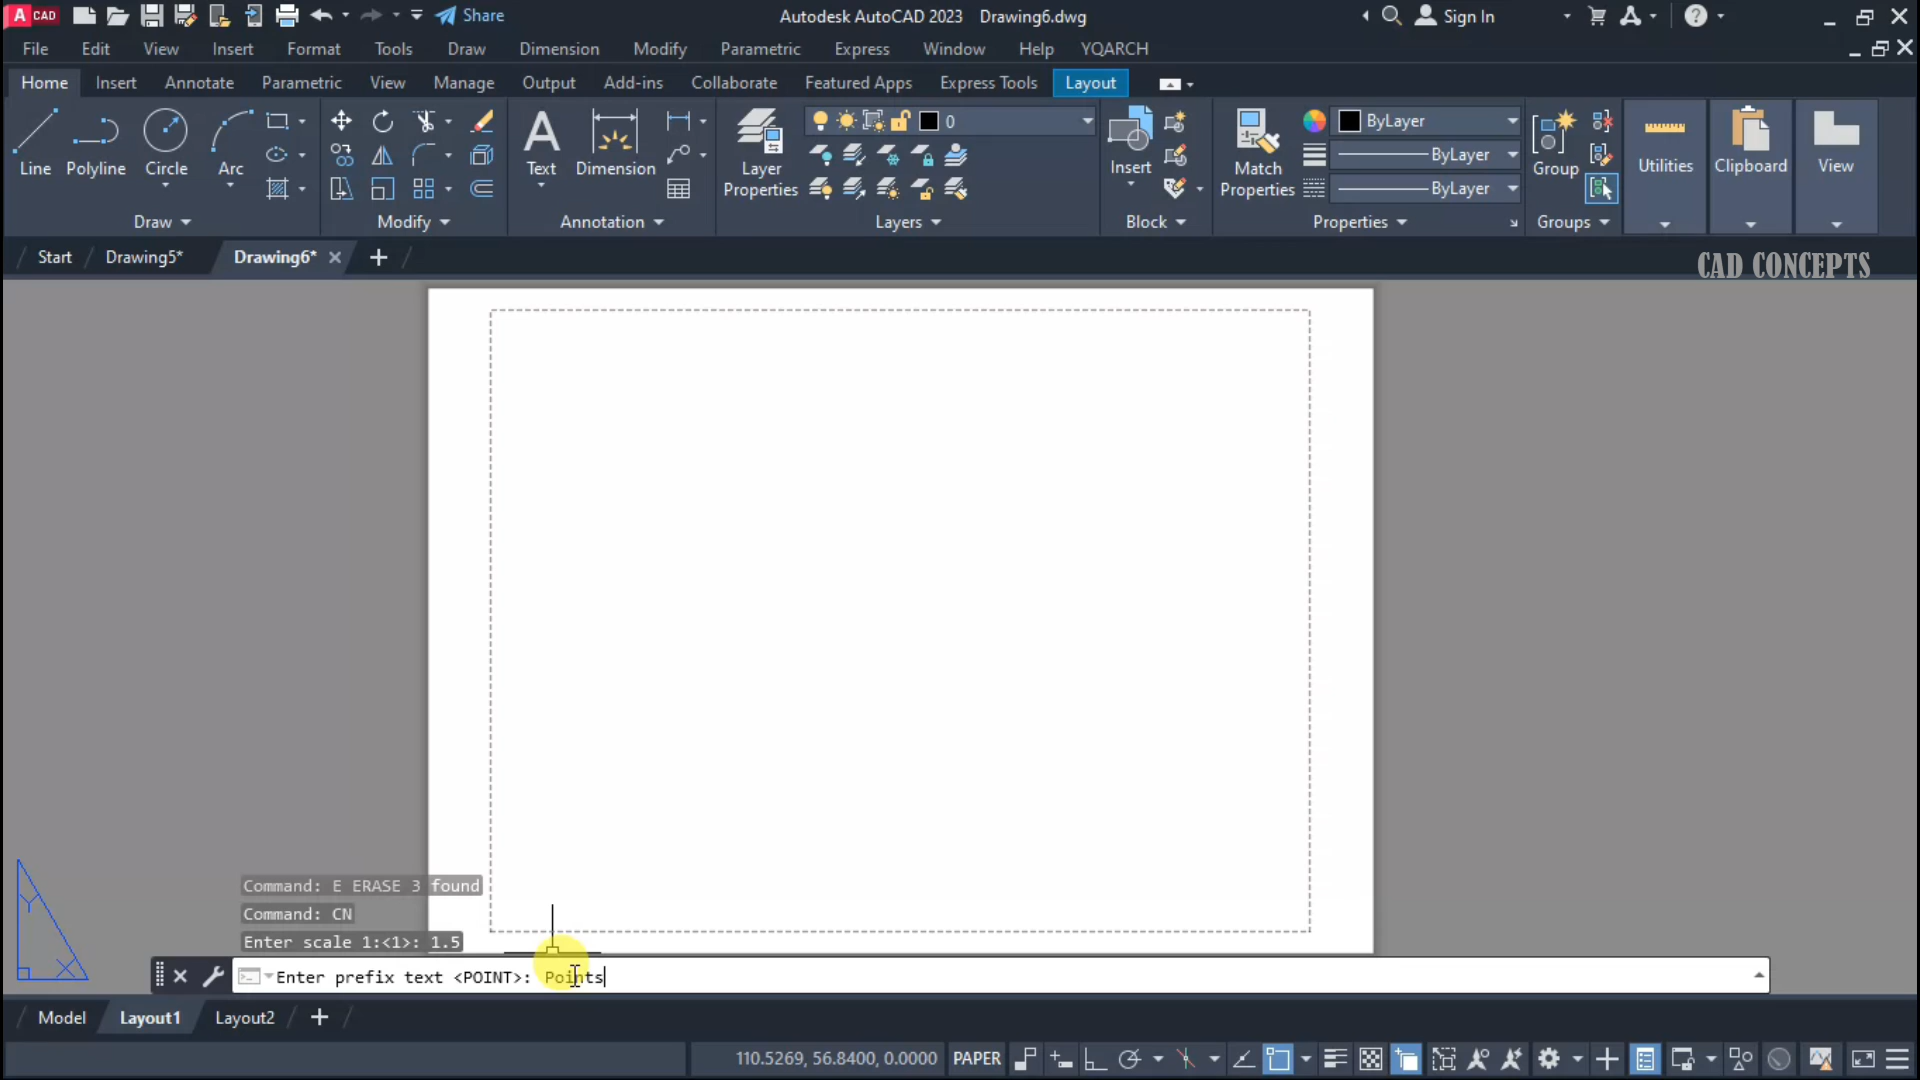 A CAD Share Autodesk AutoCAD 2023 Drawing6.dwg Sign In
File Edit View Insert Format Tools Draw Dimension Modify Parametric Express Window Help YQARCH
Home Insert Annotate Parametric View Manage Output Add-ins Collaborate Featured Apps Express Tools Layout
0 ByLayer
ByLayer
Line Polyline Circle Arc Text Dimension Layer Properties Insert Match Properties Group Utilities Clipboard View
ByLayer
Draw Modify Annotation Layers Block Properties Groups
Start Drawing5* Drawing6*
CAD CONCEPTS
Command: E ERASE 3 found
Command: CN
Enter scale 1:<1>: 1.5
Enter prefix text <POINT>: Points
Y
X
Model Layout1 Layout2
110.5269, 56.8400, 0.0000 PAPER